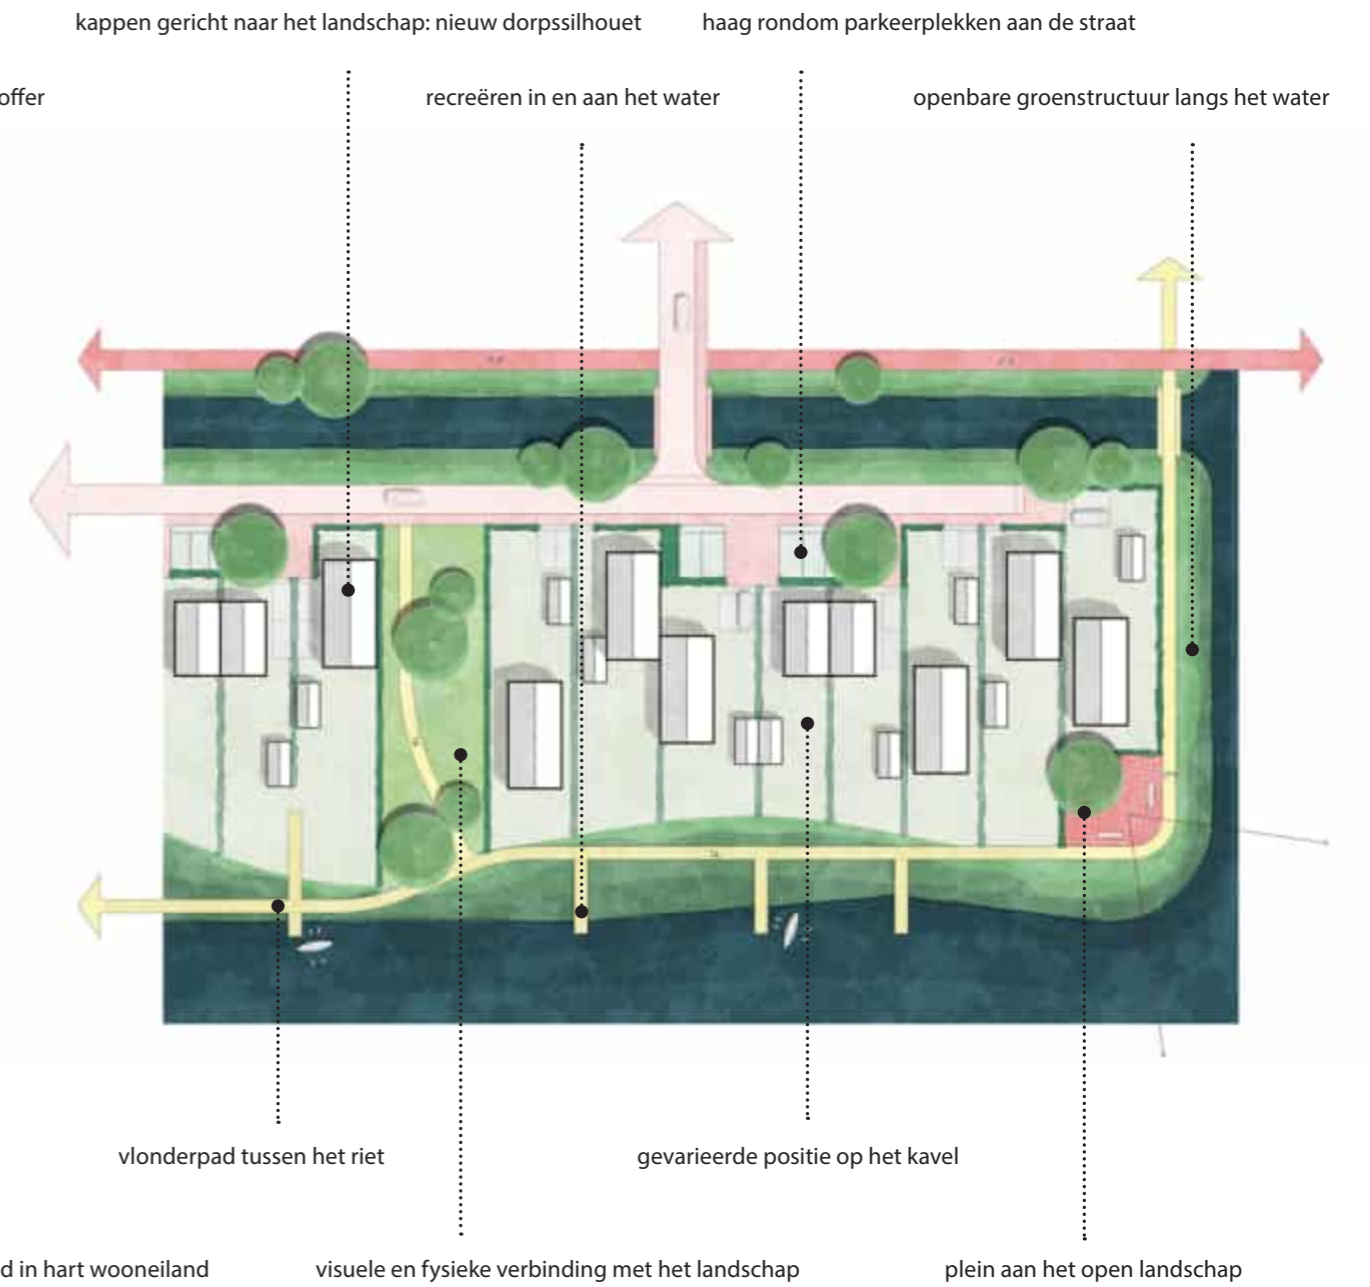 kappen gericht naar het landschap: nieuw dorpssilhouet
haag rondom parkeerplekken aan de straat
offer
recreëren in en aan het water
openbare groenstructuur langs het water
vlonderpad tussen het riet
gevarieerde positie op het kavel
d in hart wooneiland
visuele en fysieke verbinding met het landschap
plein aan het open landschap